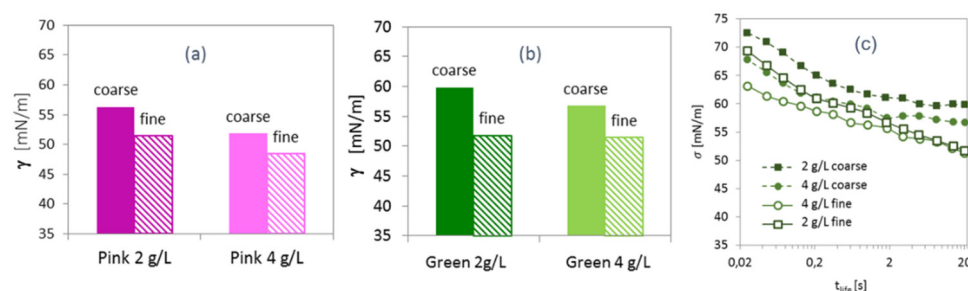 (a)
70
65
60
55
50
45
40
35
γ [mN/m]
coarse
fine
coarse
fine
Pink 2 g/L
Pink 4 g/L
(b)
70
65
60
55
50
45
40
35
γ [mN/m]
coarse
fine
coarse
fine
Green 2g/L
Green 4 g/L
(c)
75
70
65
60
55
50
45
40
35
σ [mN/m]
2 g/L coarse
4 g/L coarse
4 g/L fine
2 g/L fine
0,02
0,2
2
20
t_life [s]